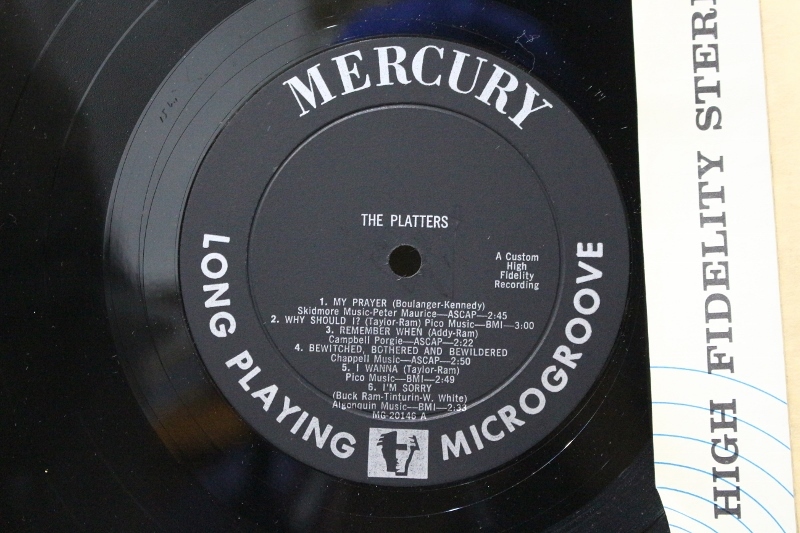 MERCURY
THE PLATTERS
A Custom
High
Fidelity
Recording
1. MY PRAYER (Boulanger-Kennedy)
Skidmore Music-Peter Maurice—ASCAP—2:45
2. WHY SHOULD I? (Taylor-Ram) Pico Music—BMI—3:00
3. REMEMBER WHEN (Addy-Ram)
Campbell Porgie—ASCAP—2:22
4. BEWITCHED, BOTHERED AND BEWILDERED
Chappell Music—ASCAP—2:50
5. I WANNA (Taylor-Ram)
Pico Music—BMI—2:49
6. I'M SORRY
(Buck Ram-Tinturin-W. White)
Algonquin Music—BMI—2:33
MG 20146 A
LONG PLAYING MICROGROOVE
HIGH FIDELITY